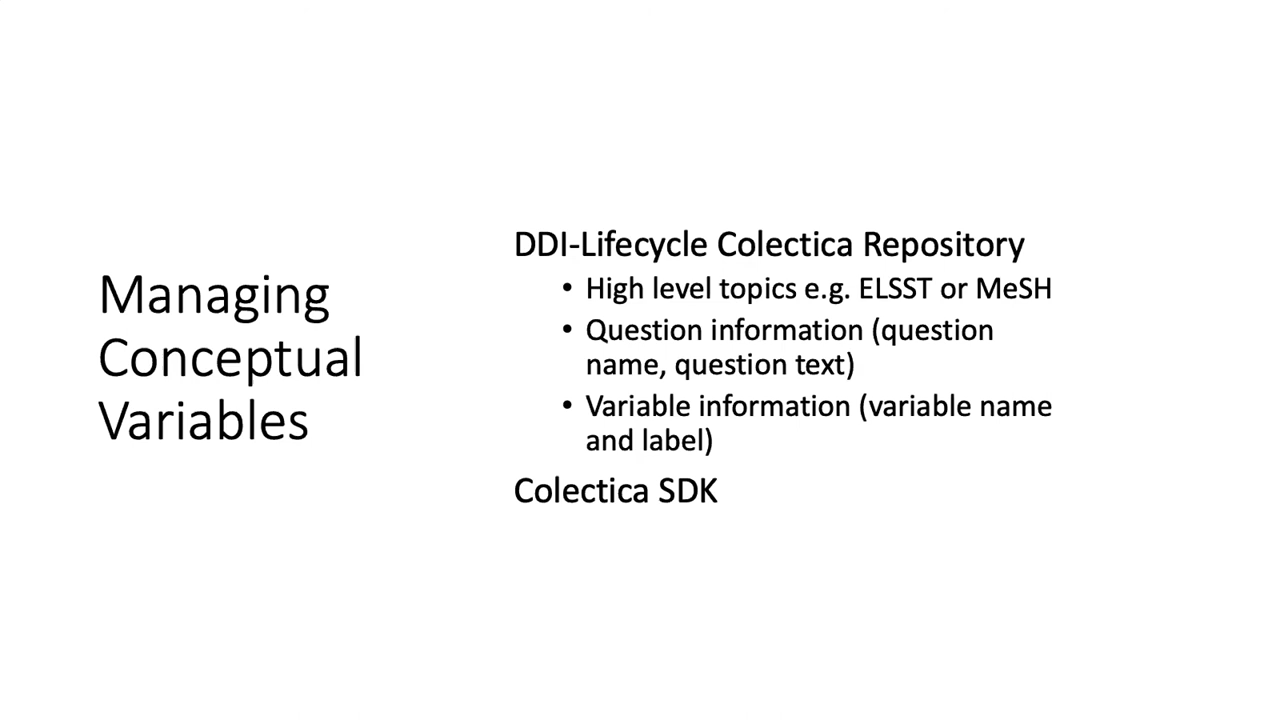 Managing
Conceptual
Variables
DDI-Lifecycle Colectica Repository
• High level topics e.g. ELSST or MeSH
• Question information (question
name, question text)
• Variable information (variable name
and label)
Colectica SDK